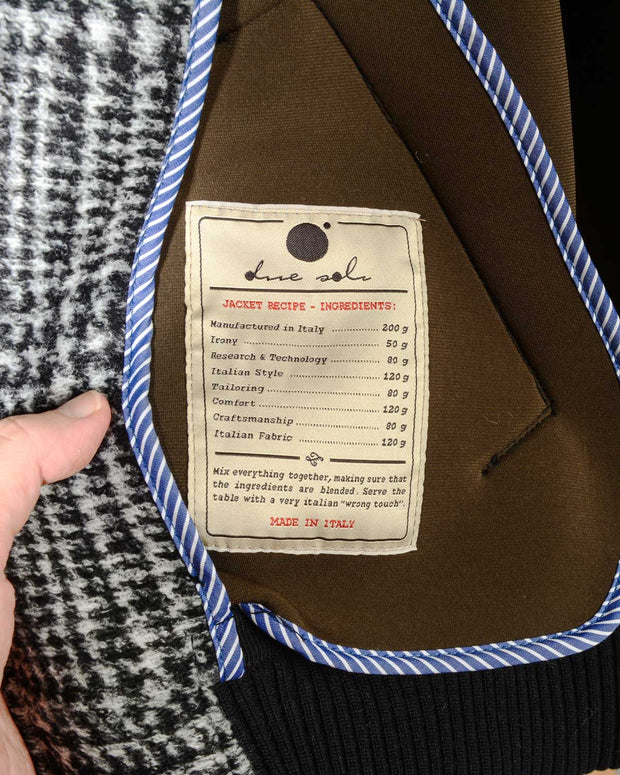 due soli
JACKET RECIPE - INGREDIENTS:
Manufactured in Italy ............ 200 g
Irony ............ 50 g
Research & Technology ............ 80 g
Italian Style ............ 120 g
Tailoring ............ 80 g
Comfort ............ 120 g
Craftsmanship ............ 80 g
Italian Fabric ............ 120 g
Mix everything together, making sure that
the ingredients are blended. Serve the
table with a very italian "wrong touch".
MADE IN ITALY